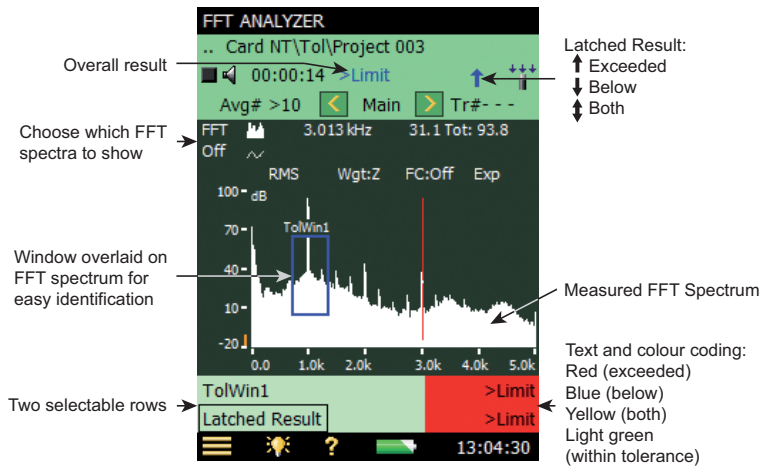 FFT ANALYZER
.. Card NT\Tol\Project 003
00:00:14 >Limit
Avg# >10 < Main > Tr#- - -
FFT 3.013 kHz 31.1 Tot: 93.8
Off
RMS Wgt:Z FC:Off Exp
100
dB
70
40
10
-20
TolWin1
0.0 1.0k 2.0k 3.0k 4.0k 5.0k
TolWin1 >Limit
Latched Result >Limit
? 13:04:30
Overall result
Choose which FFT
spectra to show
Window overlaid on
FFT spectrum for
easy identification
Two selectable rows
Latched Result:
Exceeded
Below
Both
Measured FFT Spectrum
Text and colour coding:
Red (exceeded)
Blue (below)
Yellow (both)
Light green
(within tolerance)